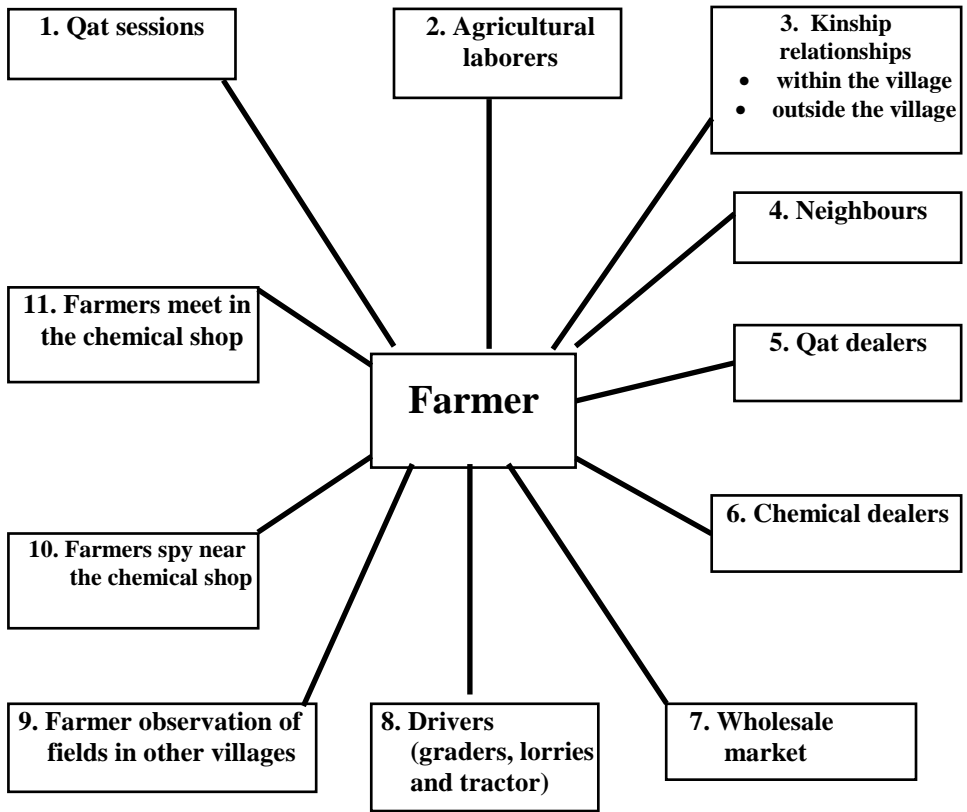 1. Qat sessions
2. Agricultural
laborers
3. Kinship
relationships
• within the village
• outside the village
4. Neighbours
11. Farmers meet in
the chemical shop
5. Qat dealers
Farmer
6. Chemical dealers
10. Farmers spy near
the chemical shop
9. Farmer observation of
fields in other villages
8. Drivers
(graders, lorries
and tractor)
7. Wholesale
market